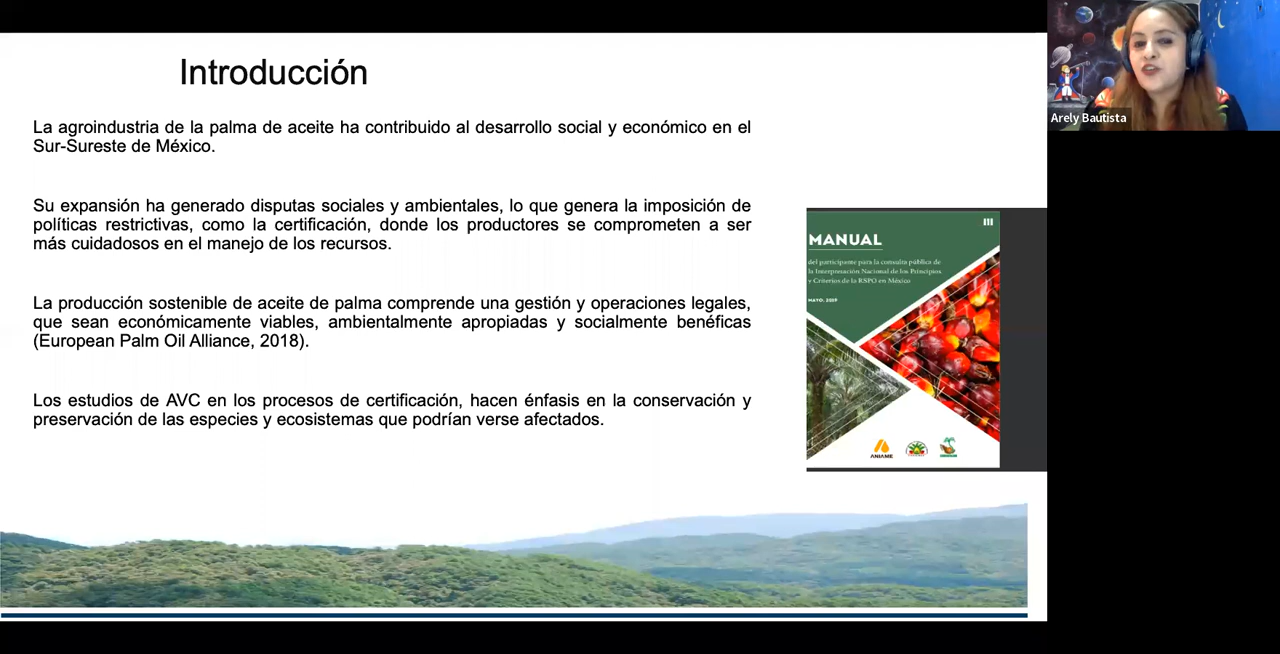 Introducción
La agroindustria de la palma de aceite ha contribuido al desarrollo social y económico en el
Sur-Sureste de México.
Su expansión ha generado disputas sociales y ambientales, lo que genera la imposición de
políticas restrictivas, como la certificación, donde los productores se comprometen a ser
más cuidadosos en el manejo de los recursos.
La producción sostenible de aceite de palma comprende una gestión y operaciones legales,
que sean económicamente viables, ambientalmente apropiadas y socialmente benéficas
(European Palm Oil Alliance, 2018).
Los estudios de AVC en los procesos de certificación, hacen énfasis en la conservación y
preservación de las especies y ecosistemas que podrían verse afectados.
MANUAL
del participante para la consulta pública de
la Interpretación Nacional de los Principios
y Criterios de la RSPO en México
MAYO, 2029
ANIAME
Arely Bautista